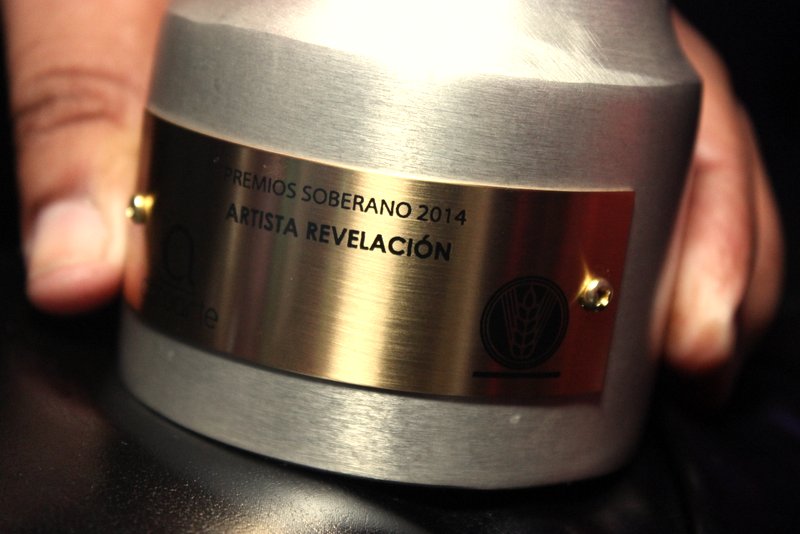 PREMIOS SOBERANO 2014
ARTISTA REVELACIÓN